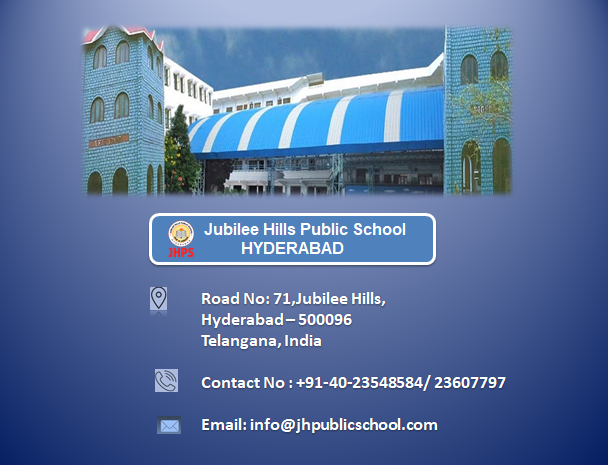 Jubilee Hills Public School
HYDERABAD
JHPS
Road No: 71,Jubilee Hills,
Hyderabad – 500096
Telangana, India
Contact No : +91-40-23548584/ 23607797
Email: info@jhpublicschool.com